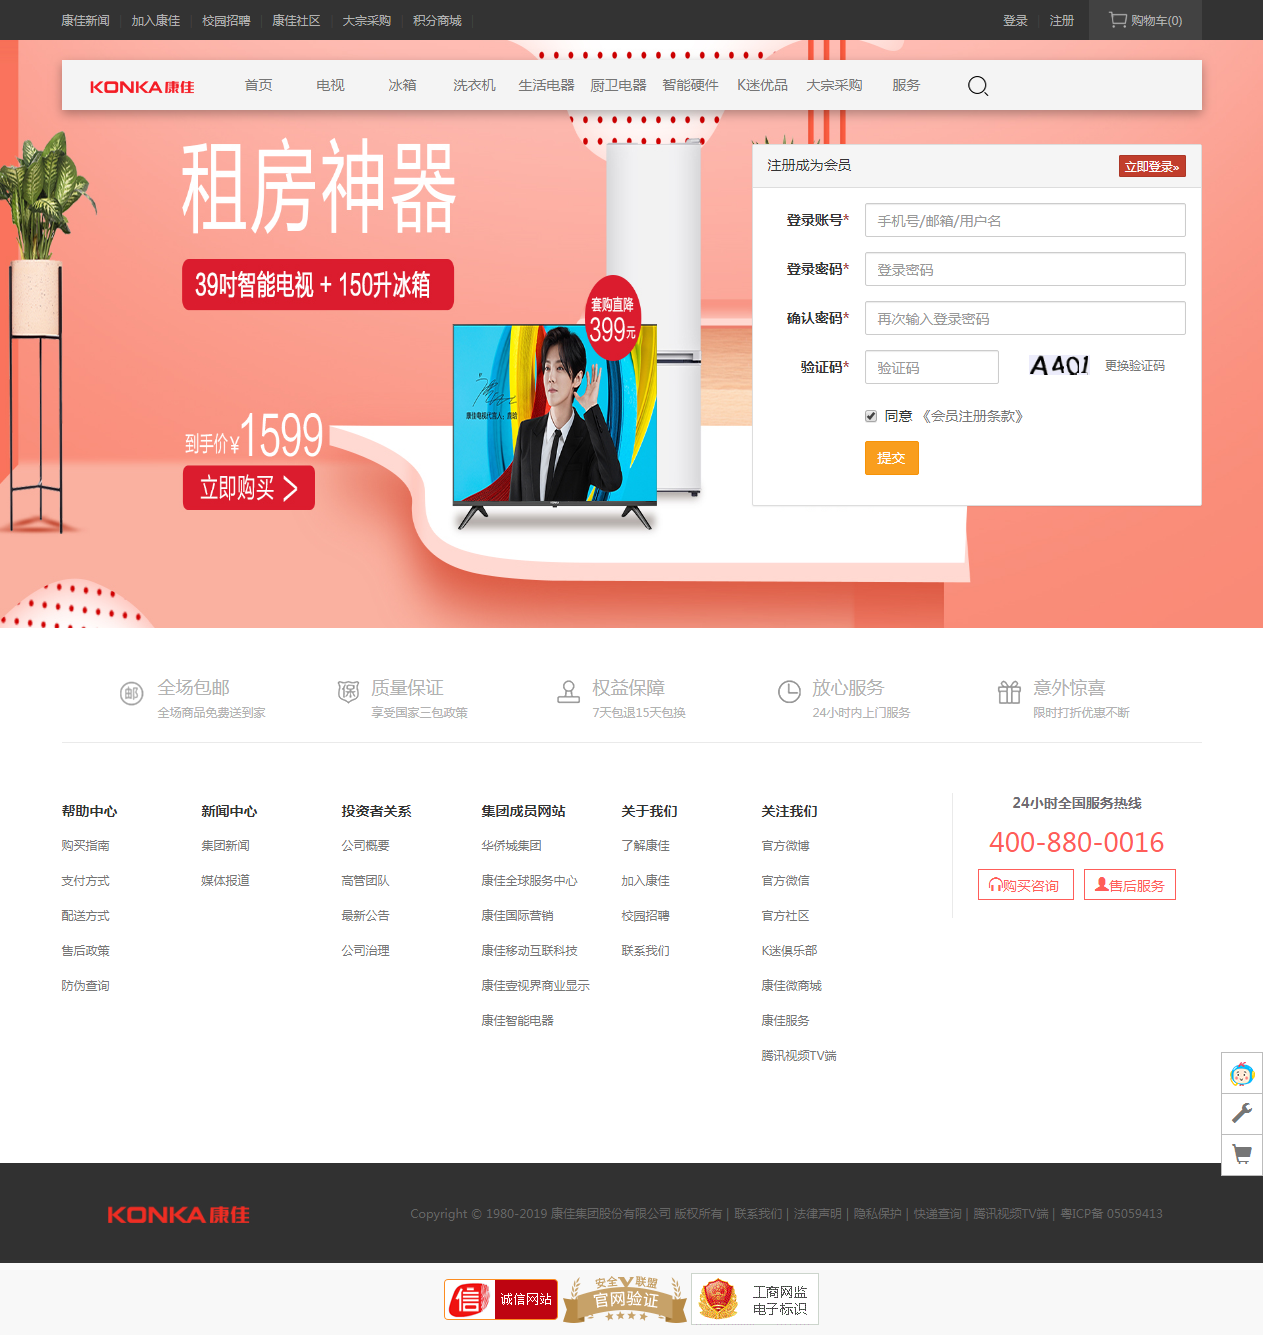 康佳新闻 加入康佳 校园招聘 康佳社区 大宗采购 积分商城 登录 注册 购物车(0)
KONKA康佳 首页 电视 冰箱 洗衣机 生活电器 厨卫电器 智能硬件 K迷优品 大宗采购 服务
租房神器
39吋智能电视 + 150升冰箱
套购直降
399元
康佳电视代言人：鹿晗
到手价¥1599
立即购买
注册成为会员 立即登录»
登录账号* 手机号/邮箱/用户名
登录密码* 登录密码
确认密码* 再次输入登录密码
验证码* 验证码 A401 更换验证码
同意 《会员注册条款》
提交
邮 全场包邮 保 质量保证 权益保障 放心服务 意外惊喜
全场商品免费送到家 享受国家三包政策 7天包退15天包换 24小时内上门服务 限时打折优惠不断
帮助中心 新闻中心 投资者关系 集团成员网站 关于我们 关注我们
购买指南 集团新闻 公司概要 华侨城集团 了解康佳 官方微博
支付方式 媒体报道 高管团队 康佳全球服务中心 加入康佳 官方微信
配送方式 最新公告 康佳国际营销 校园招聘 官方社区
售后政策 公司治理 康佳移动互联科技 联系我们 K迷俱乐部
防伪查询 康佳壹视界商业显示 康佳微商城
康佳智能电器 康佳服务
腾讯视频TV端
24小时全国服务热线
400-880-0016
购买咨询 售后服务
KONKA康佳 Copyright © 1980-2019 康佳集团股份有限公司 版权所有 | 联系我们 | 法律声明 | 隐私保护 | 快递查询 | 腾讯视频TV端 | 粤ICP备 05059413
信 诚信网站
安全联盟
官网验证
工商网监
电子标识